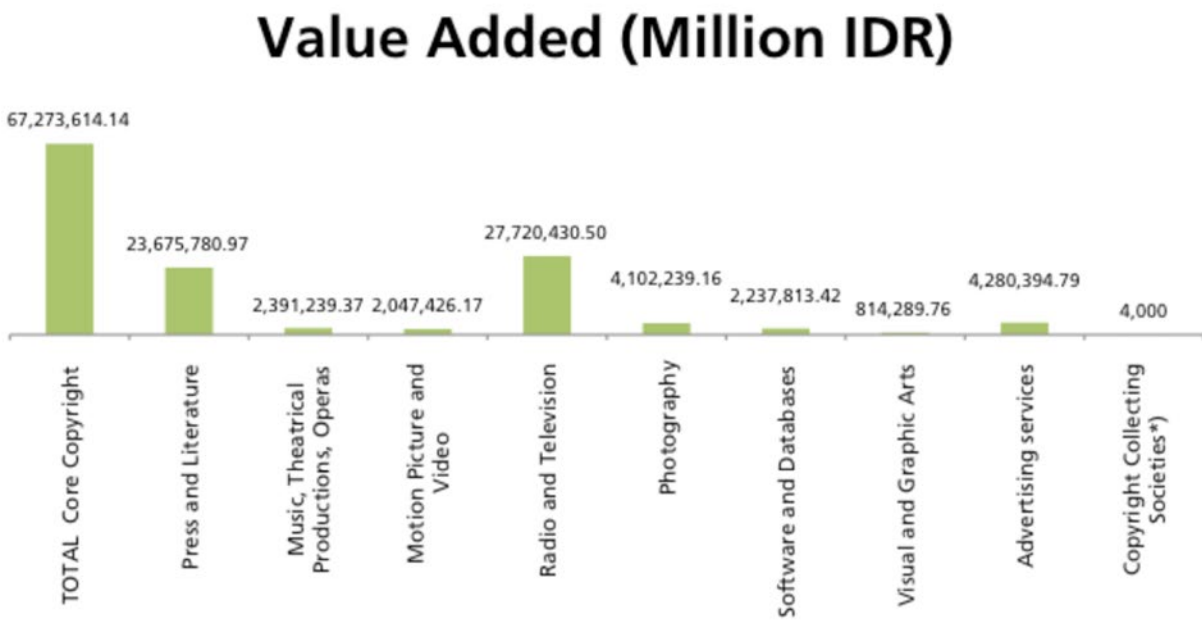 Value Added (Million IDR)
67,273,614.14
23,675,780.97
2,391,239.37
2,047,426.17
27,720,430.50
4,102,239.16
2,237,813.42
814,289.76
4,280,394.79
4,000
TOTAL Core Copyright
Press and Literature
Music, Theatrical
Productions, Operas
Motion Picture and
Video
Radio and Television
Photography
Software and Databases
Visual and Graphic Arts
Advertising services
Copyright Collecting
Societies*)